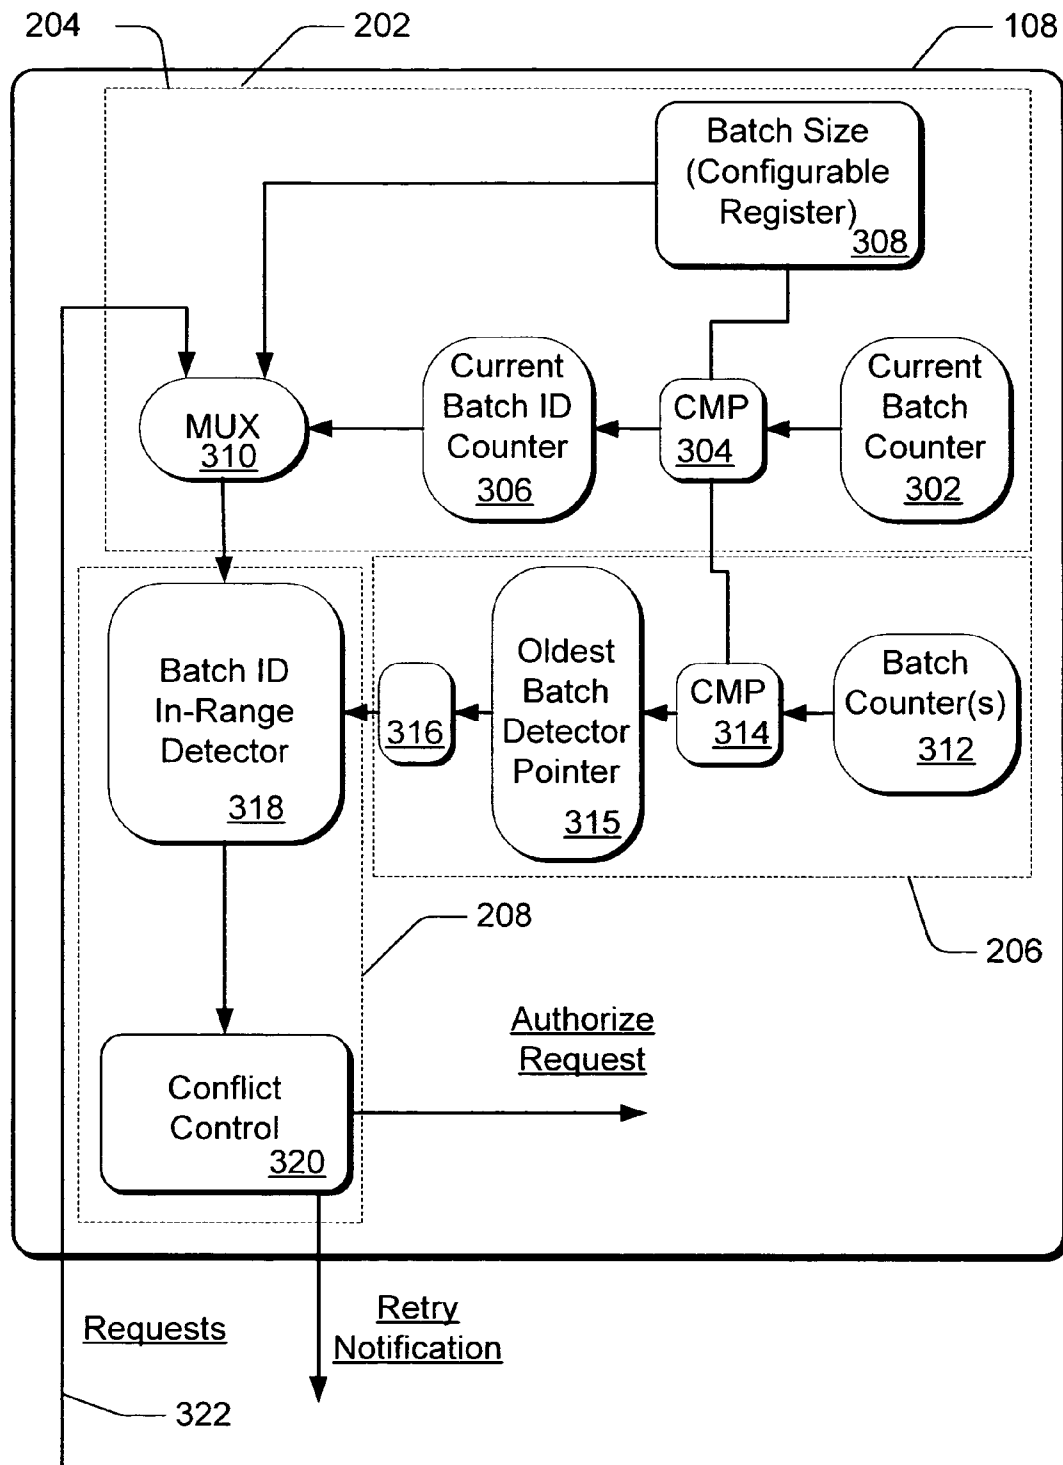 204
202
108
Batch Size
(Configurable
Register)
308
MUX
310
Current
Batch ID
Counter
306
CMP
304
Current
Batch
Counter
302
Batch ID
In-Range
Detector
318
316
Oldest
Batch
Detector
Pointer
315
CMP
314
Batch
Counter(s)
312
208
206
Authorize
Request
Conflict
Control
320
Requests
Retry
Notification
322